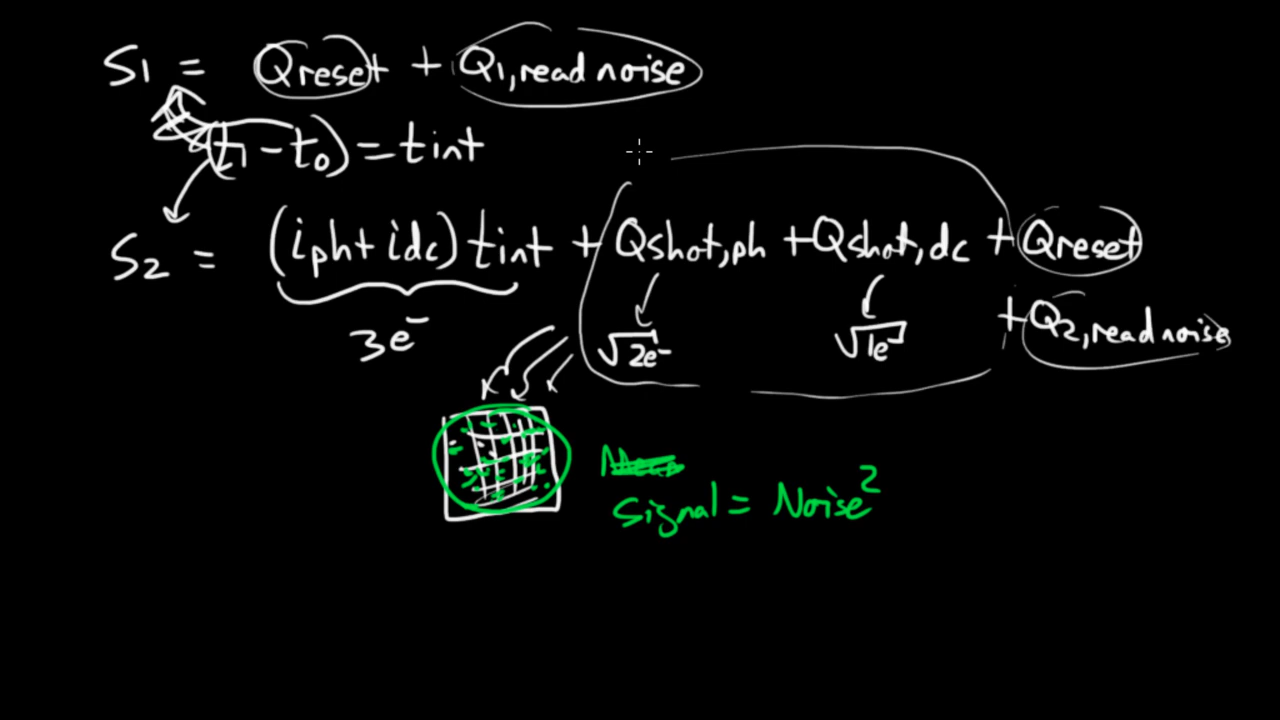 S1 = Qreset + Q1,read noise
(t1 - t0) = tint
S2 = (iph + idc) tint + Qshot,ph + Qshot,dc + Qreset
+ Q2,read noise
3e⁻ √2e⁻ √1e⁻
Signal = Noise²